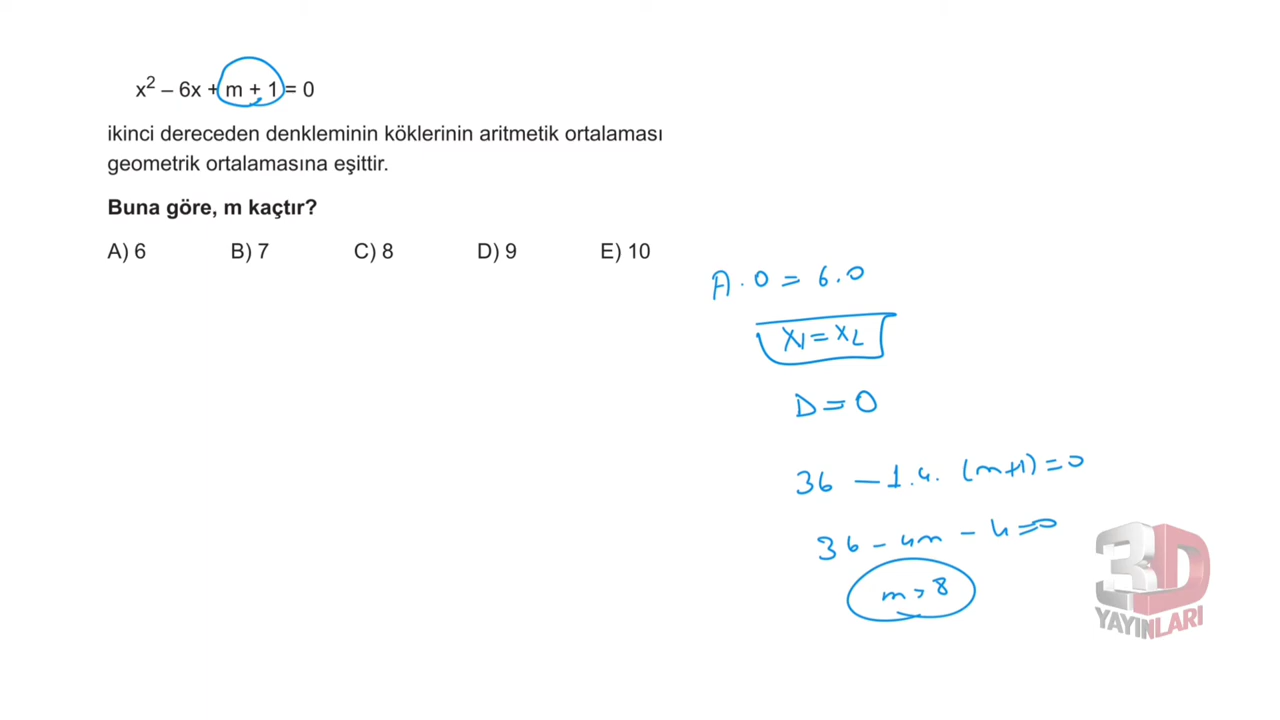 x² – 6x + m + 1 = 0
ikinci dereceden denkleminin köklerinin aritmetik ortalaması
geometrik ortalamasına eşittir.
Buna göre, m kaçtır?
A) 6 B) 7 C) 8 D) 9 E) 10
A.O = G.O
x₁ = x₂
D = 0
36 – 1.4. (m+1) = 0
36 – 4m – 4 = 0
m = 8
3D
YAYINLARI